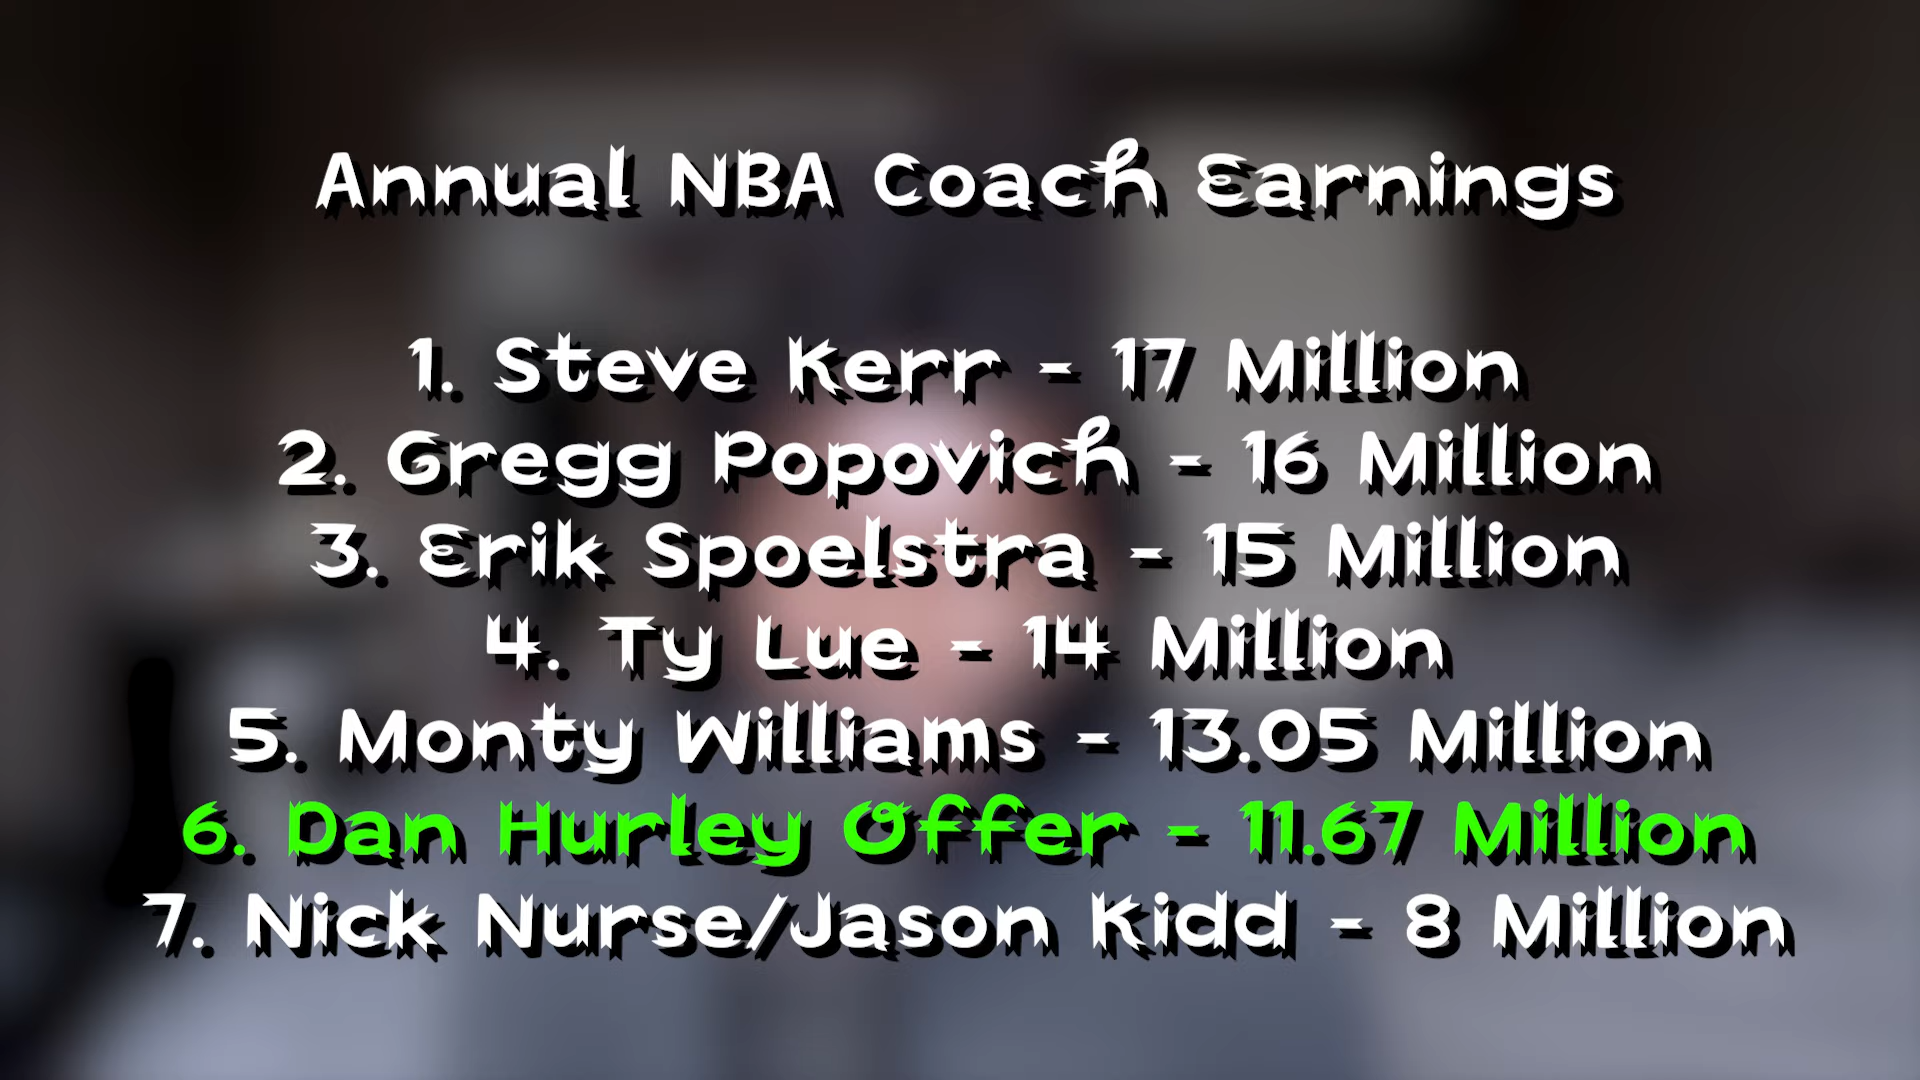 Annual NBA Coach Earnings
1. Steve Kerr - 17 Million
2. Gregg Popovich - 16 Million
3. Erik Spoelstra - 15 Million
4. Ty Lue - 14 Million
5. Monty Williams - 13.05 Million
6. Dan Hurley Offer - 11.67 Million
7. Nick Nurse/Jason Kidd - 8 Million